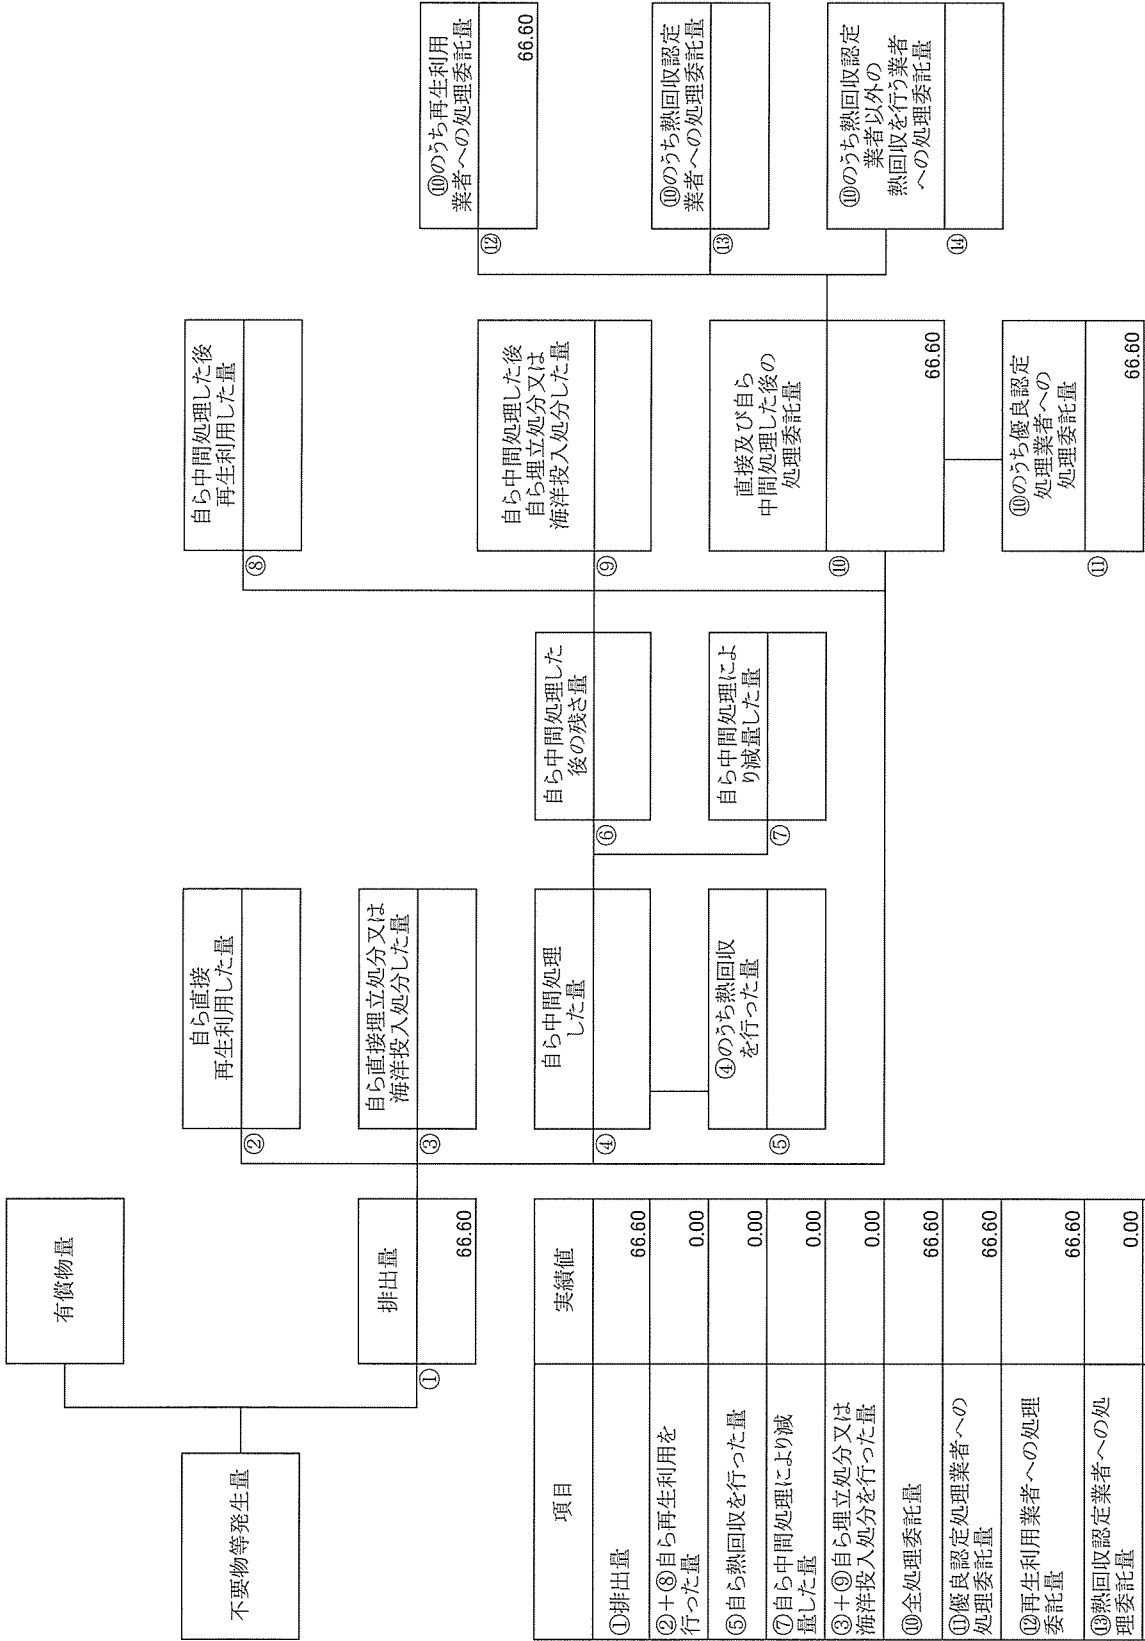 不要物等発生量
有償物量
①
排出量
66.60
②
自ら直接
再生利用した量
③
自ら直接埋立処分又は
海洋投入処分した量
④
自ら中間処理
した量
⑤
④のうち熱回収
を行った量
⑥
自ら中間処理した
後の残さ量
⑦
自ら中間処理によ
り減量した量
⑧
自ら中間処理した後
再生利用した量
⑨
自ら中間処理した後
自ら埋立処分又は
海洋投入処分した量
⑩
直接及び自ら
中間処理した後の
処理委託量
66.60
⑪
⑩のうち優良認定
処理業者への
処理委託量
66.60
⑫
⑩のうち再生利用
業者への処理委託量
66.60
⑬
⑩のうち熱回収認定
業者への処理委託量
⑭
⑩のうち熱回収認定
業者以外の
熱回収を行う業者
への処理委託量
項目 実績値
①排出量 66.60
②+⑧自ら再生利用を
行った量 0.00
⑤自ら熱回収を行った量 0.00
⑦自ら中間処理により減
量した量 0.00
③+⑨自ら埋立処分又は
海洋投入処分を行った量 0.00
⑩全処理委託量 66.60
⑪優良認定処理業者への
処理委託量 66.60
⑫再生利用業者への処理
委託量 66.60
⑬熱回収認定業者への処
理委託量 0.00